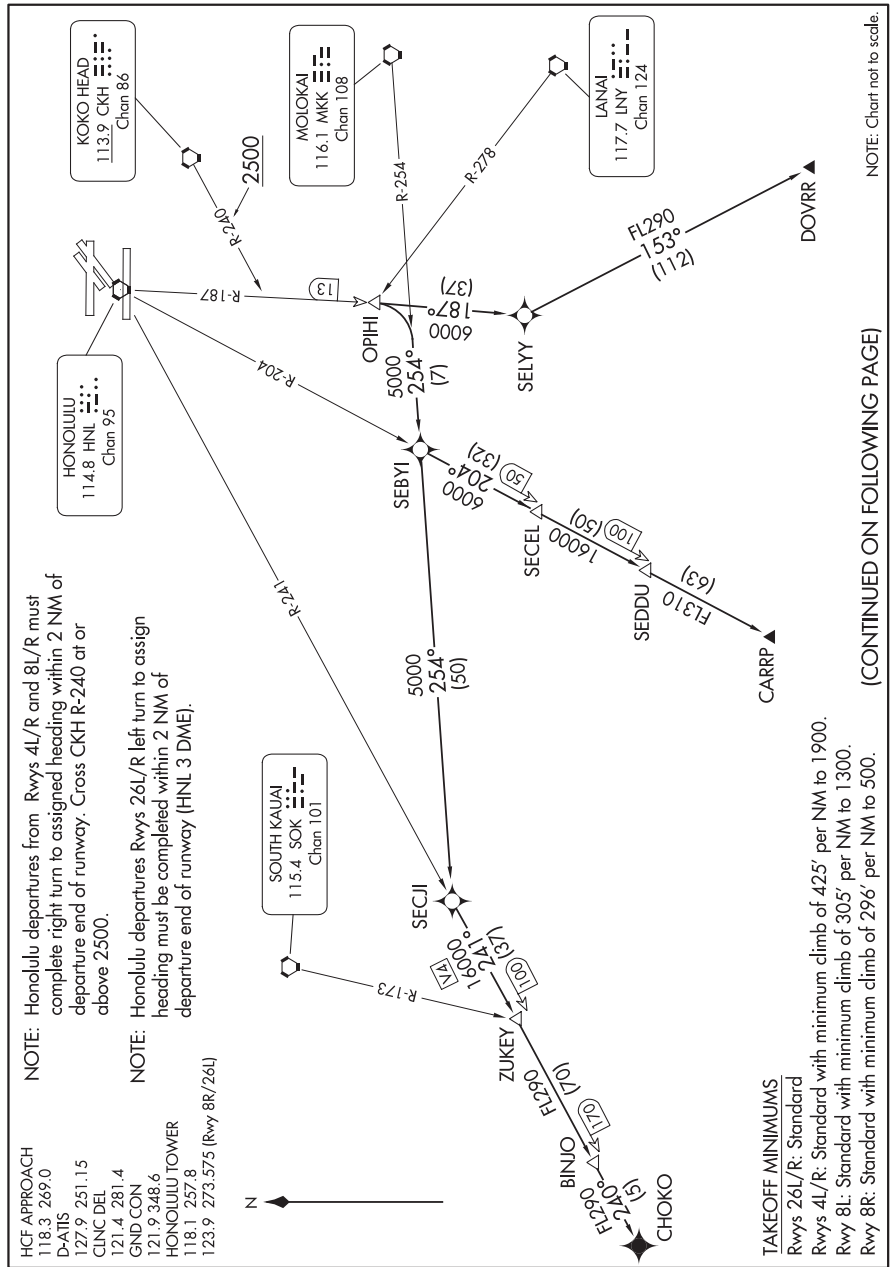 HCF APPROACH
118.3 269.0
D-ATIS
127.9 251.15
CLNC DEL
121.4 281.4
GND CON
121.9 348.6
HONOLULU TOWER
118.1 257.8
123.9 273.575 (Rwy 8R/26L)
NOTE: Honolulu departures from Rwys 4L/R and 8L/R must
complete right turn to assigned heading within 2 NM of
departure end of runway. Cross CKH R-240 at or
above 2500.
NOTE: Honolulu departures Rwys 26L/R left turn to assign
heading must be completed within 2 NM of
departure end of runway (HNL 3 DME).
HONOLULU
114.8 HNL
Chan 95
KOKO HEAD
113.9 CKH
Chan 86
MOLOKAI
116.1 MKK
Chan 108
LANAI
117.7 LNY
Chan 124
SOUTH KAUAI
115.4 SOK
Chan 101
N
R-240
2500
R-187
13
R-254
R-278
R-204
R-241
R-173
OPIHI
6000
187°
(37)
SELYY
FL290
153°
(112)
DOVRR
5000
254°
(7)
SEBYI
6000
204°
(32)
50
SECEL
16000
(50)
100
SEDDU
FL310
(63)
CARRP
5000
254°
(50)
SECJI
V4
16000
241°
(37)
100
ZUKEY
FL290
(70)
170
BINJO
FL290
240°
(5)
CHOKO
TAKEOFF MINIMUMS
Rwys 26L/R: Standard
Rwys 4L/R: Standard with minimum climb of 425' per NM to 1900.
Rwy 8L: Standard with minimum climb of 305' per NM to 1300.
Rwy 8R: Standard with minimum climb of 296' per NM to 500.
(CONTINUED ON FOLLOWING PAGE)
NOTE: Chart not to scale.